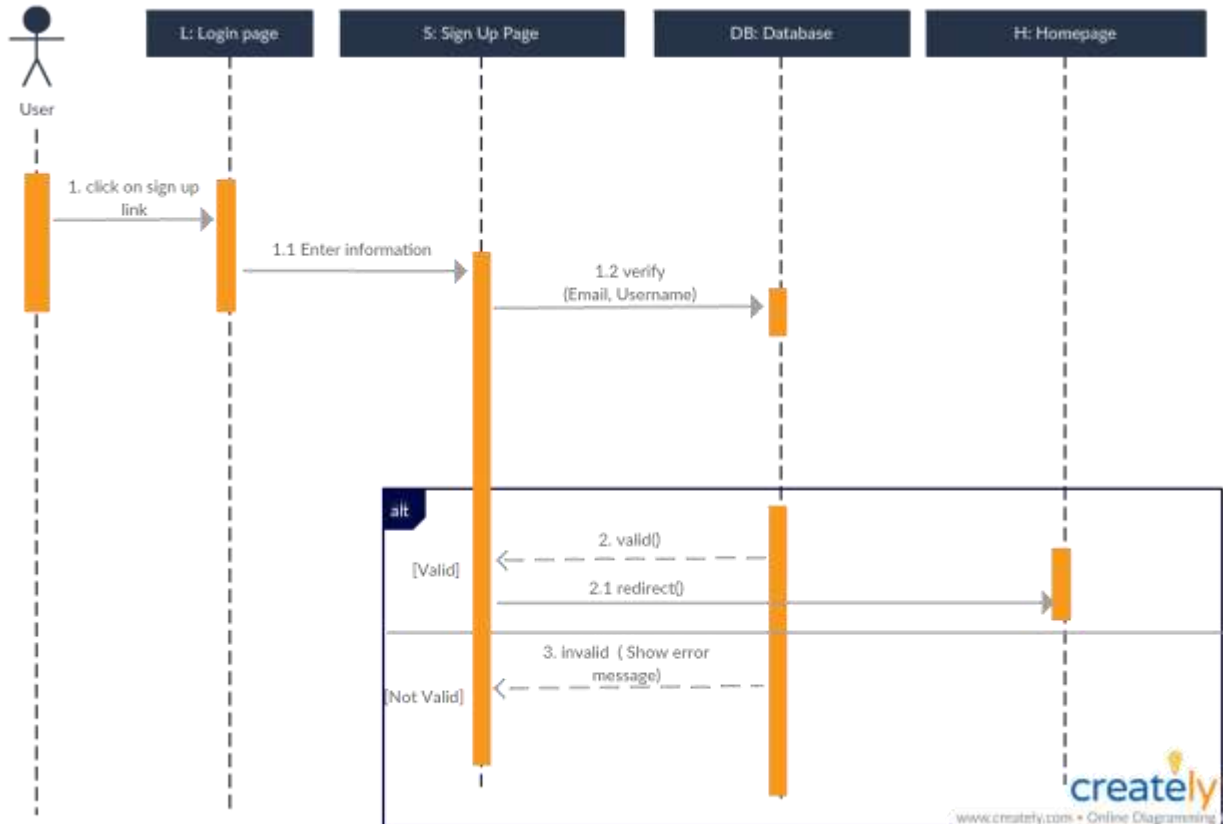 L: Login page
S: Sign Up Page
DB: Database
H: Homepage
User
1. click on sign up
link
1.1 Enter information
1.2 verify
(Email, Username)
alt
2. valid()
[Valid]
2.1 redirect()
3. invalid ( Show error
message)
[Not Valid]
creately
www.creately.com • Online Diagramming